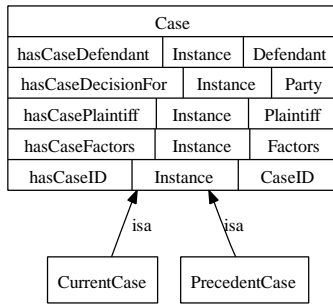 Case
hasCaseDefendant Instance Defendant
hasCaseDecisionFor Instance Party
hasCasePlaintiff Instance Plaintiff
hasCaseFactors Instance Factors
hasCaseID Instance CaseID
isa isa
CurrentCase PrecedentCase